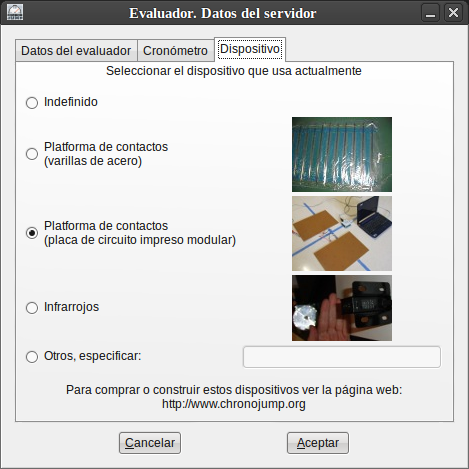 Evaluador. Datos del servidor
Datos del evaluador
Cronómetro
Dispositivo
Seleccionar el dispositivo que usa actualmente
Indefinido
Platforma de contactos
(varillas de acero)
Platforma de contactos
(placa de circuito impreso modular)
Infrarrojos
Otros, especificar:
Para comprar o construir estos dispositivos ver la página web:
http://www.chronojump.org
Cancelar
Aceptar